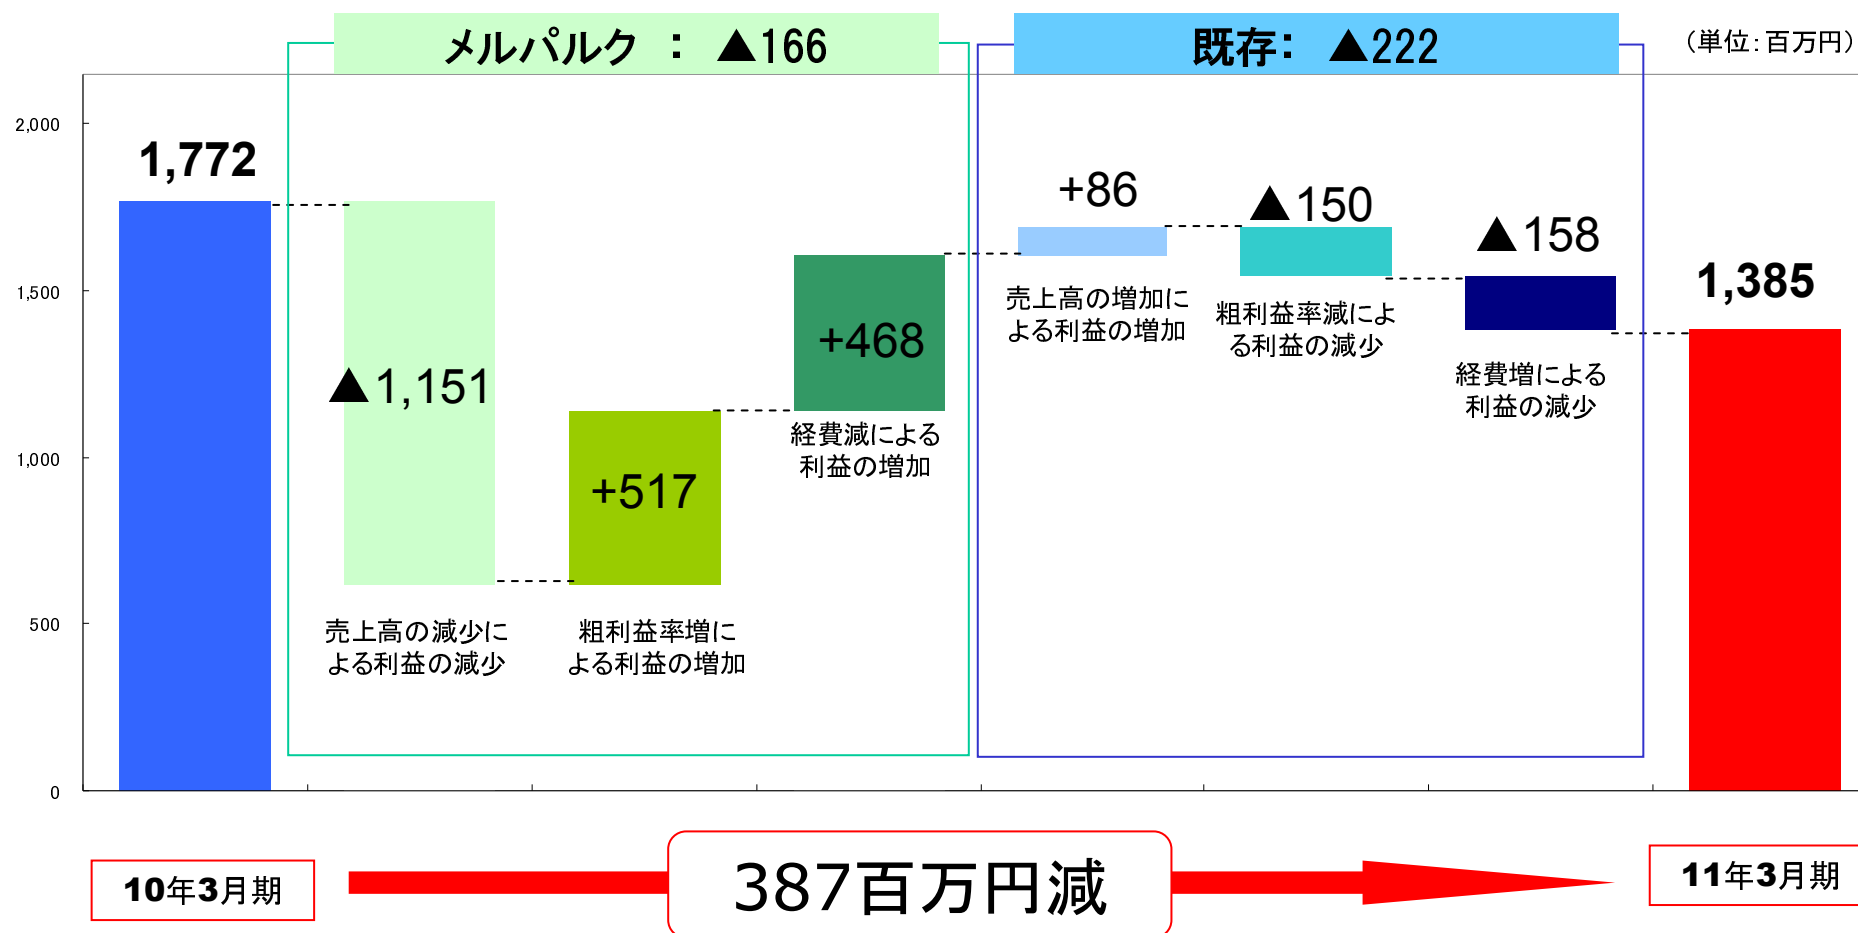 メルパルク ： ▲166
既存： ▲222
（単位：百万円）
2,000
1,500
1,000
500
0
1,772
▲1,151
売上高の減少に
よる利益の減少
+517
粗利益率増に
よる利益の増加
+468
経費減による
利益の増加
+86
売上高の増加に
よる利益の増加
▲150
粗利益率減によ
る利益の減少
▲158
経費増による
利益の減少
1,385
10年3月期
387百万円減
11年3月期